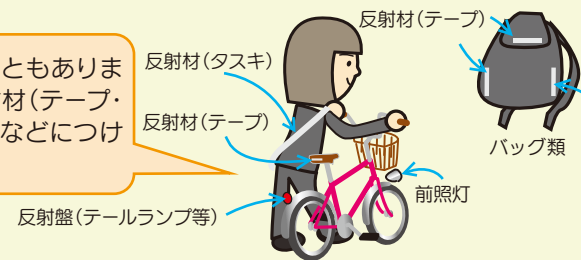 ともありま
材(テープ・
などにつけ
反射材(タスキ)
反射材(テープ)
反射盤(テールランプ等)
前照灯
反射材(テープ)
バッグ類